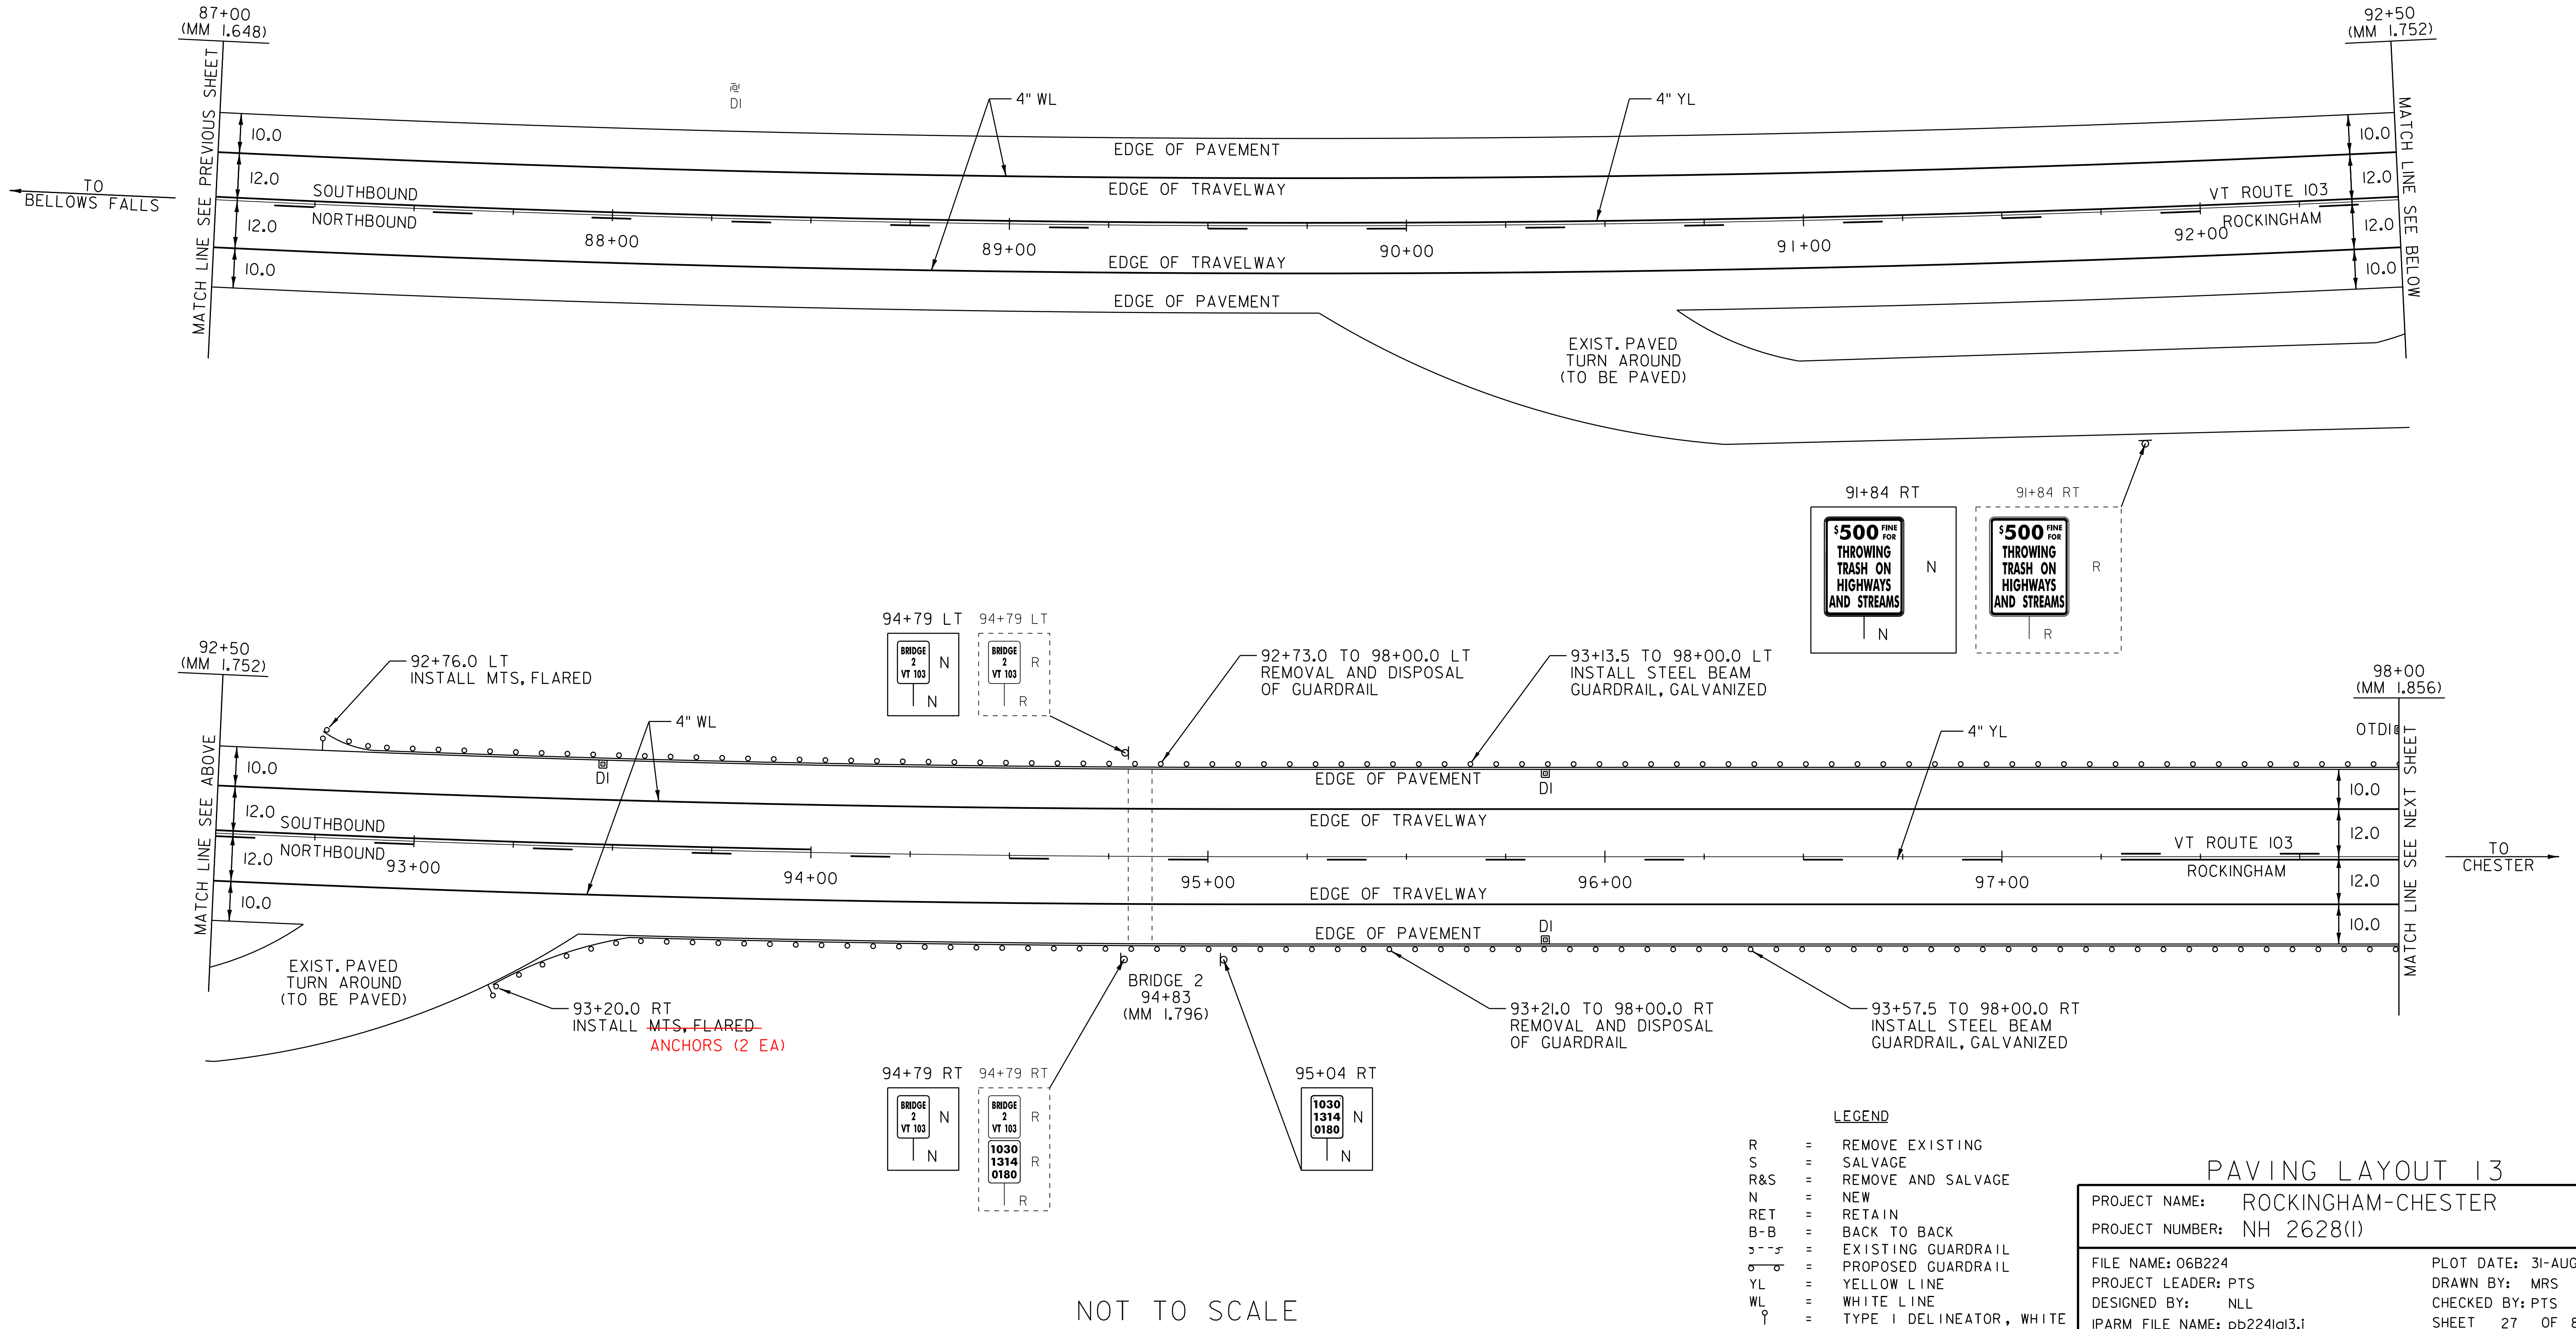 87+00
(MM 1.648)
92+50
(MM 1.752)
MATCH LINE SEE PREVIOUS SHEET
MATCH LINE SEE BELOW
TO
BELLOWS FALLS
DI
4" WL
4" YL
10.0
12.0
12.0
10.0
SOUTHBOUND
NORTHBOUND
EDGE OF PAVEMENT
EDGE OF TRAVELWAY
EDGE OF TRAVELWAY
EDGE OF PAVEMENT
88+00
89+00
90+00
91+00
92+00
VT ROUTE 103
ROCKINGHAM
10.0
12.0
12.0
10.0
EXIST. PAVED
TURN AROUND
(TO BE PAVED)
91+84 RT
$500 FINE FOR
THROWING
TRASH ON
HIGHWAYS
AND STREAMS
N
N
91+84 RT
$500 FINE FOR
THROWING
TRASH ON
HIGHWAYS
AND STREAMS
R
R
92+50
(MM 1.752)
MATCH LINE SEE ABOVE
92+76.0 LT
INSTALL MTS, FLARED
4" WL
94+79 LT
BRIDGE
2
VT 103
N
N
94+79 LT
BRIDGE
2
VT 103
R
R
92+73.0 TO 98+00.0 LT
REMOVAL AND DISPOSAL
OF GUARDRAIL
93+13.5 TO 98+00.0 LT
INSTALL STEEL BEAM
GUARDRAIL, GALVANIZED
4" YL
98+00
(MM 1.856)
OTDI
MATCH LINE SEE NEXT SHEET
TO
CHESTER
10.0
12.0
12.0
10.0
DI
DI
DI
SOUTHBOUND
NORTHBOUND
EDGE OF PAVEMENT
EDGE OF TRAVELWAY
EDGE OF TRAVELWAY
EDGE OF PAVEMENT
93+00
94+00
95+00
96+00
97+00
VT ROUTE 103
ROCKINGHAM
10.0
12.0
12.0
10.0
EXIST. PAVED
TURN AROUND
(TO BE PAVED)
93+20.0 RT
INSTALL MTS, FLARED
ANCHORS (2 EA)
BRIDGE 2
94+83
(MM 1.796)
93+21.0 TO 98+00.0 RT
REMOVAL AND DISPOSAL
OF GUARDRAIL
93+57.5 TO 98+00.0 RT
INSTALL STEEL BEAM
GUARDRAIL, GALVANIZED
94+79 RT
BRIDGE
2
VT 103
N
N
94+79 RT
BRIDGE
2
VT 103
R
1030
1314
0180
R
R
95+04 RT
1030
1314
0180
N
N
LEGEND
R = REMOVE EXISTING
S = SALVAGE
R&S = REMOVE AND SALVAGE
N = NEW
RET = RETAIN
B-B = BACK TO BACK
= EXISTING GUARDRAIL
= PROPOSED GUARDRAIL
YL = YELLOW LINE
WL = WHITE LINE
= TYPE I DELINEATOR, WHITE
NOT TO SCALE
PAVING LAYOUT 13
PROJECT NAME: ROCKINGHAM-CHESTER
PROJECT NUMBER: NH 2628(1)
FILE NAME: 06B224
PROJECT LEADER: PTS
DESIGNED BY: NLL
IPARM FILE NAME: pb224lal3.i
PLOT DATE: 31-AUG
DRAWN BY: MRS
CHECKED BY: PTS
SHEET 27 OF